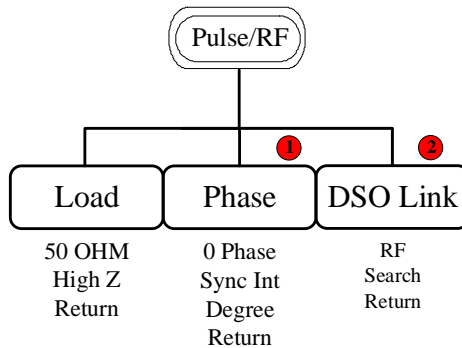 Pulse/RF
1
2
Load
Phase
DSO Link
50 OHM
High Z
Return
0 Phase
Sync Int
Degree
Return
RF
Search
Return